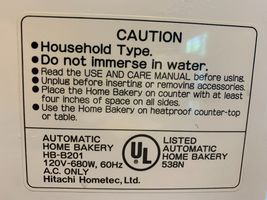 CAUTION
● Household Type.
● Do not immerse in water.
● Read the USE AND CARE MANUAL before using.
● Unplug before inserting or removing accessories.
● Place the Home Bakery on counter with at least
four inches of space on all sides.
● Use the Home Bakery on heatproof counter-top
or table.
AUTOMATIC
HOME BAKERY
HB-B201
120V-680W, 60Hz
A.C. ONLY
Hitachi Hometec, Ltd.
UL
®
LISTED
AUTOMATIC
HOME BAKERY
538N